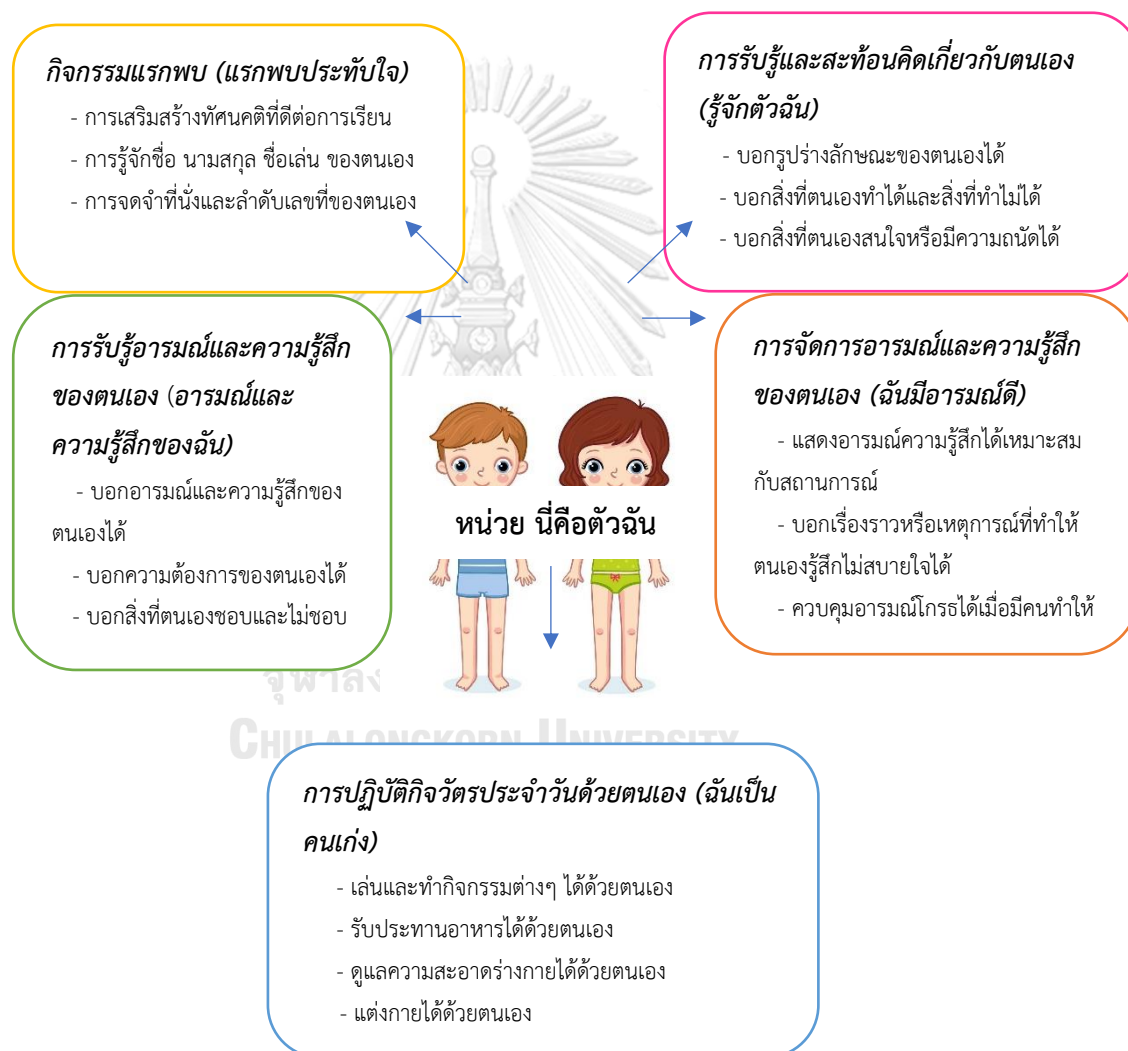 กิจกรรมแรกพบ (แรกพบประทับใจ)
- การเสริมสร้างทัศนคติที่ดีต่อการเรียน
- การรู้จักชื่อ นามสกุล ชื่อเล่น ของตนเอง
- การจดจำที่นั่งและลำดับเลขที่ของตนเอง
การรับรู้และสะท้อนคิดเกี่ยวกับตนเอง
(รู้จักตัวฉัน)
- บอกรูปร่างลักษณะของตนเองได้
- บอกสิ่งที่ตนเองทำได้และสิ่งที่ทำไม่ได้
- บอกสิ่งที่ตนเองสนใจหรือมีความถนัดได้
การรับรู้อารมณ์และความรู้สึก
ของตนเอง (อารมณ์และ
ความรู้สึกของฉัน)
- บอกอารมณ์และความรู้สึกของ
ตนเองได้
- บอกความต้องการของตนเองได้
- บอกสิ่งที่ตนเองชอบและไม่ชอบ
การจัดการอารมณ์และความรู้สึก
ของตนเอง (ฉันมีอารมณ์ดี)
- แสดงอารมณ์ความรู้สึกได้เหมาะสม
กับสถานการณ์
- บอกเรื่องราวหรือเหตุการณ์ที่ทำให้
ตนเองรู้สึกไม่สบายใจได้
- ควบคุมอารมณ์โกรธได้เมื่อมีคนทำให้
หน่วย นี่คือตัวฉัน
CHULALONGKORN UNIVERSITY
การปฏิบัติกิจวัตรประจำวันด้วยตนเอง (ฉันเป็น
คนเก่ง)
- เล่นและทำกิจกรรมต่างๆ ได้ด้วยตนเอง
- รับประทานอาหารได้ด้วยตนเอง
- ดูแลความสะอาดร่างกายได้ด้วยตนเอง
- แต่งกายได้ด้วยตนเอง